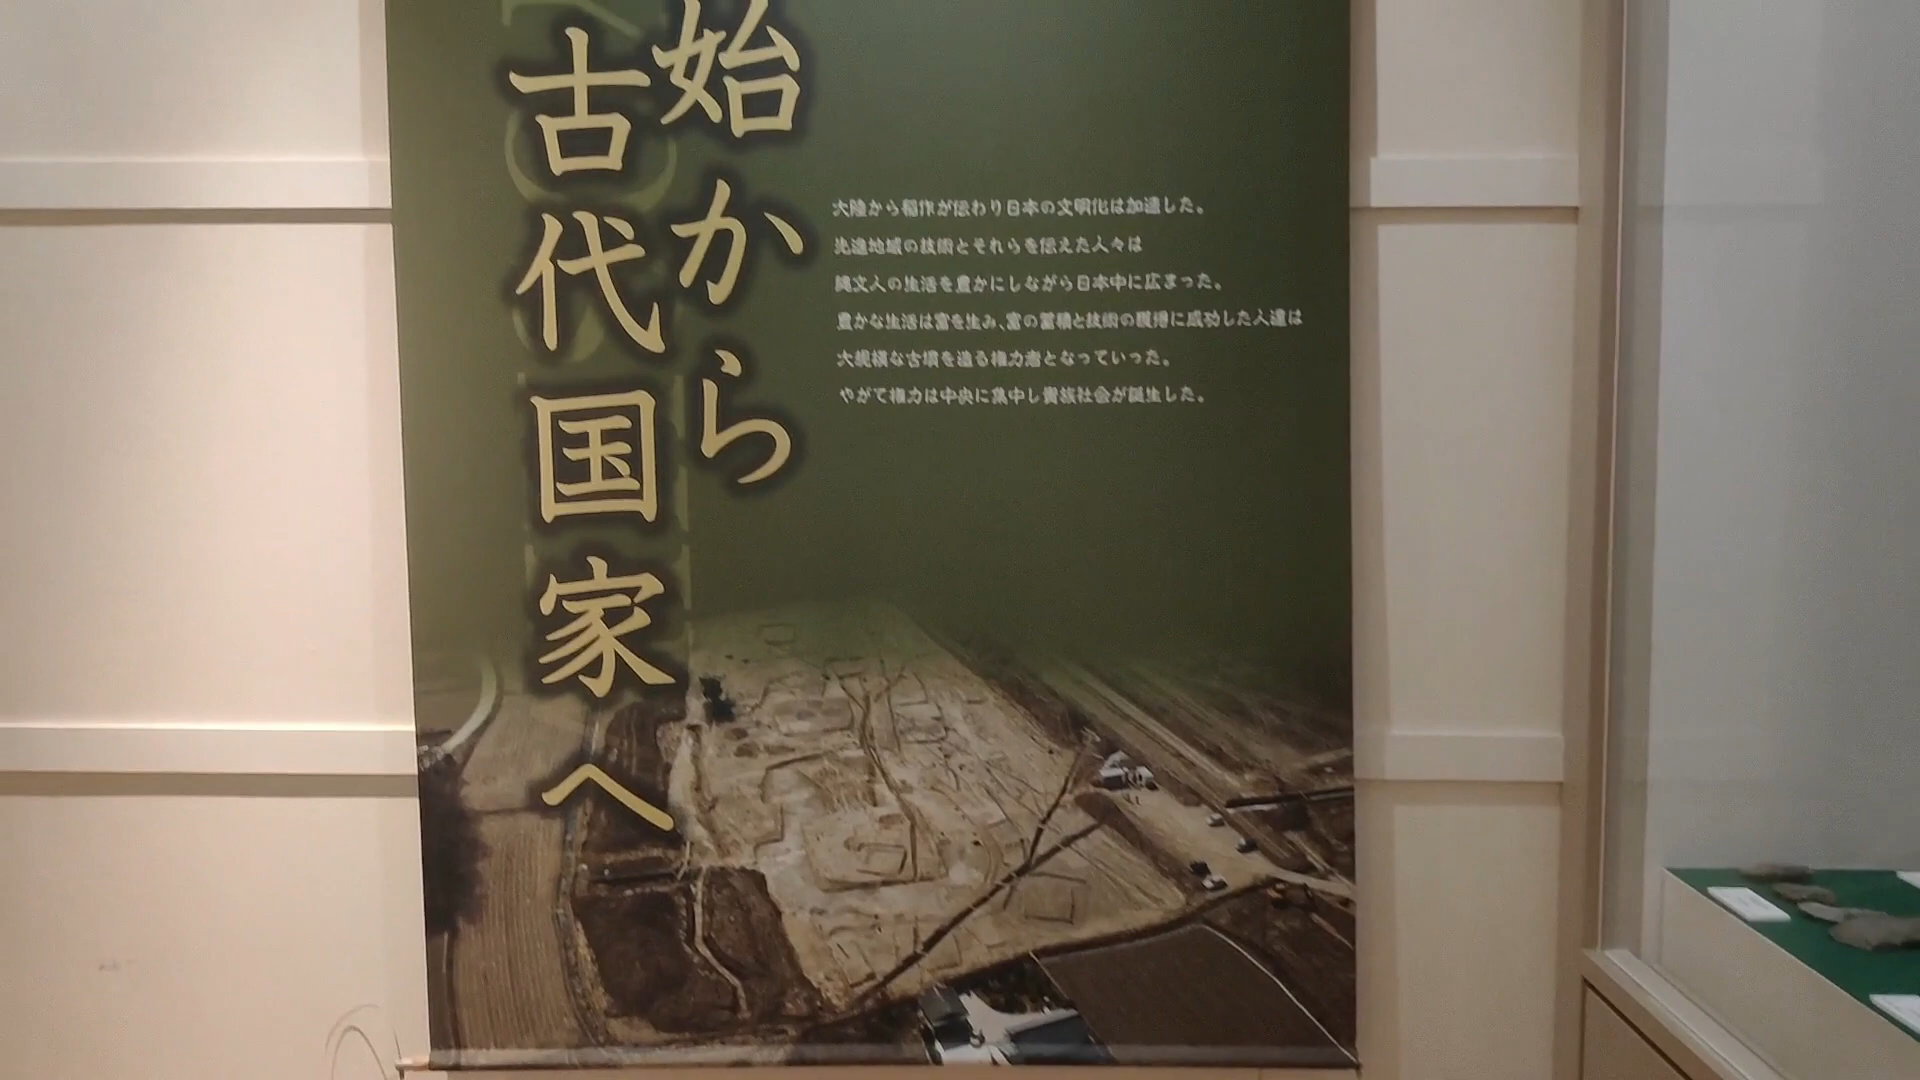 始から
古代国家へ
大陸から稲作が伝わり日本の文明化は加速した。
先進地域の技術とそれらを伝えた人々は
縄文人の生活を豊かにしながら日本中に広まった。
豊かな生活は富を生み、富の蓄積と技術の獲得に成功した人達は
大規模な古墳を造る権力者となっていった。
やがて権力は中央に集中し貴族社会が誕生した。